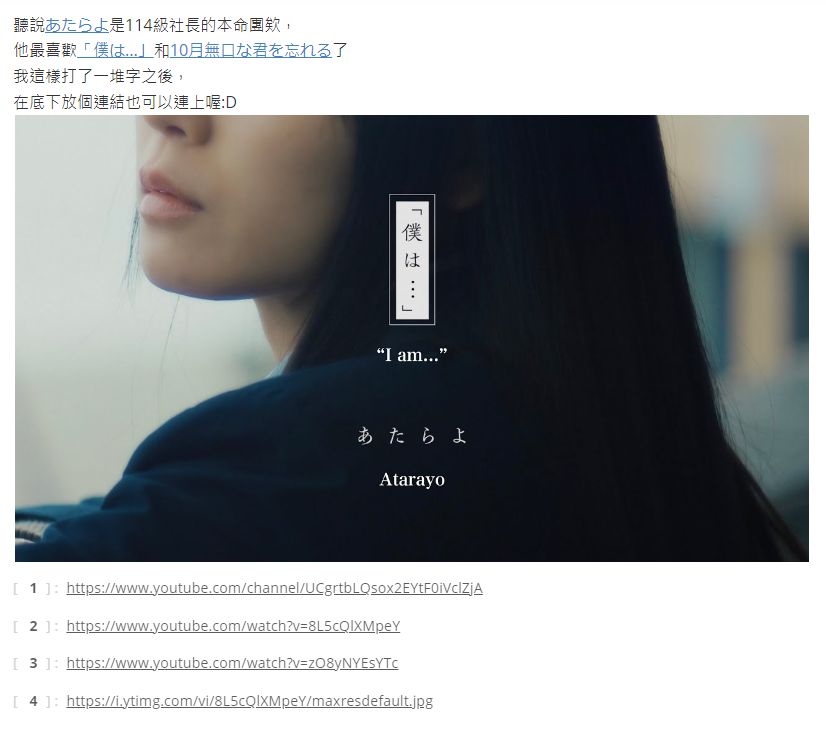 聽說あたらよ是114級社長的本命團欸，
他最喜歡「僕は...」和10月無口な君を忘れる了
我這樣打了一堆字之後，
在底下放個連結也可以連上喔:D
「僕は…」
“I am...”
あたらよ
Atarayo
[ 1 ]: https://www.youtube.com/channel/UCgrtbLQsox2EYtF0iVclZjA
[ 2 ]: https://www.youtube.com/watch?v=8L5cQlXMpeY
[ 3 ]: https://www.youtube.com/watch?v=zO8yNYEsYTc
[ 4 ]: https://i.ytimg.com/vi/8L5cQlXMpeY/maxresdefault.jpg